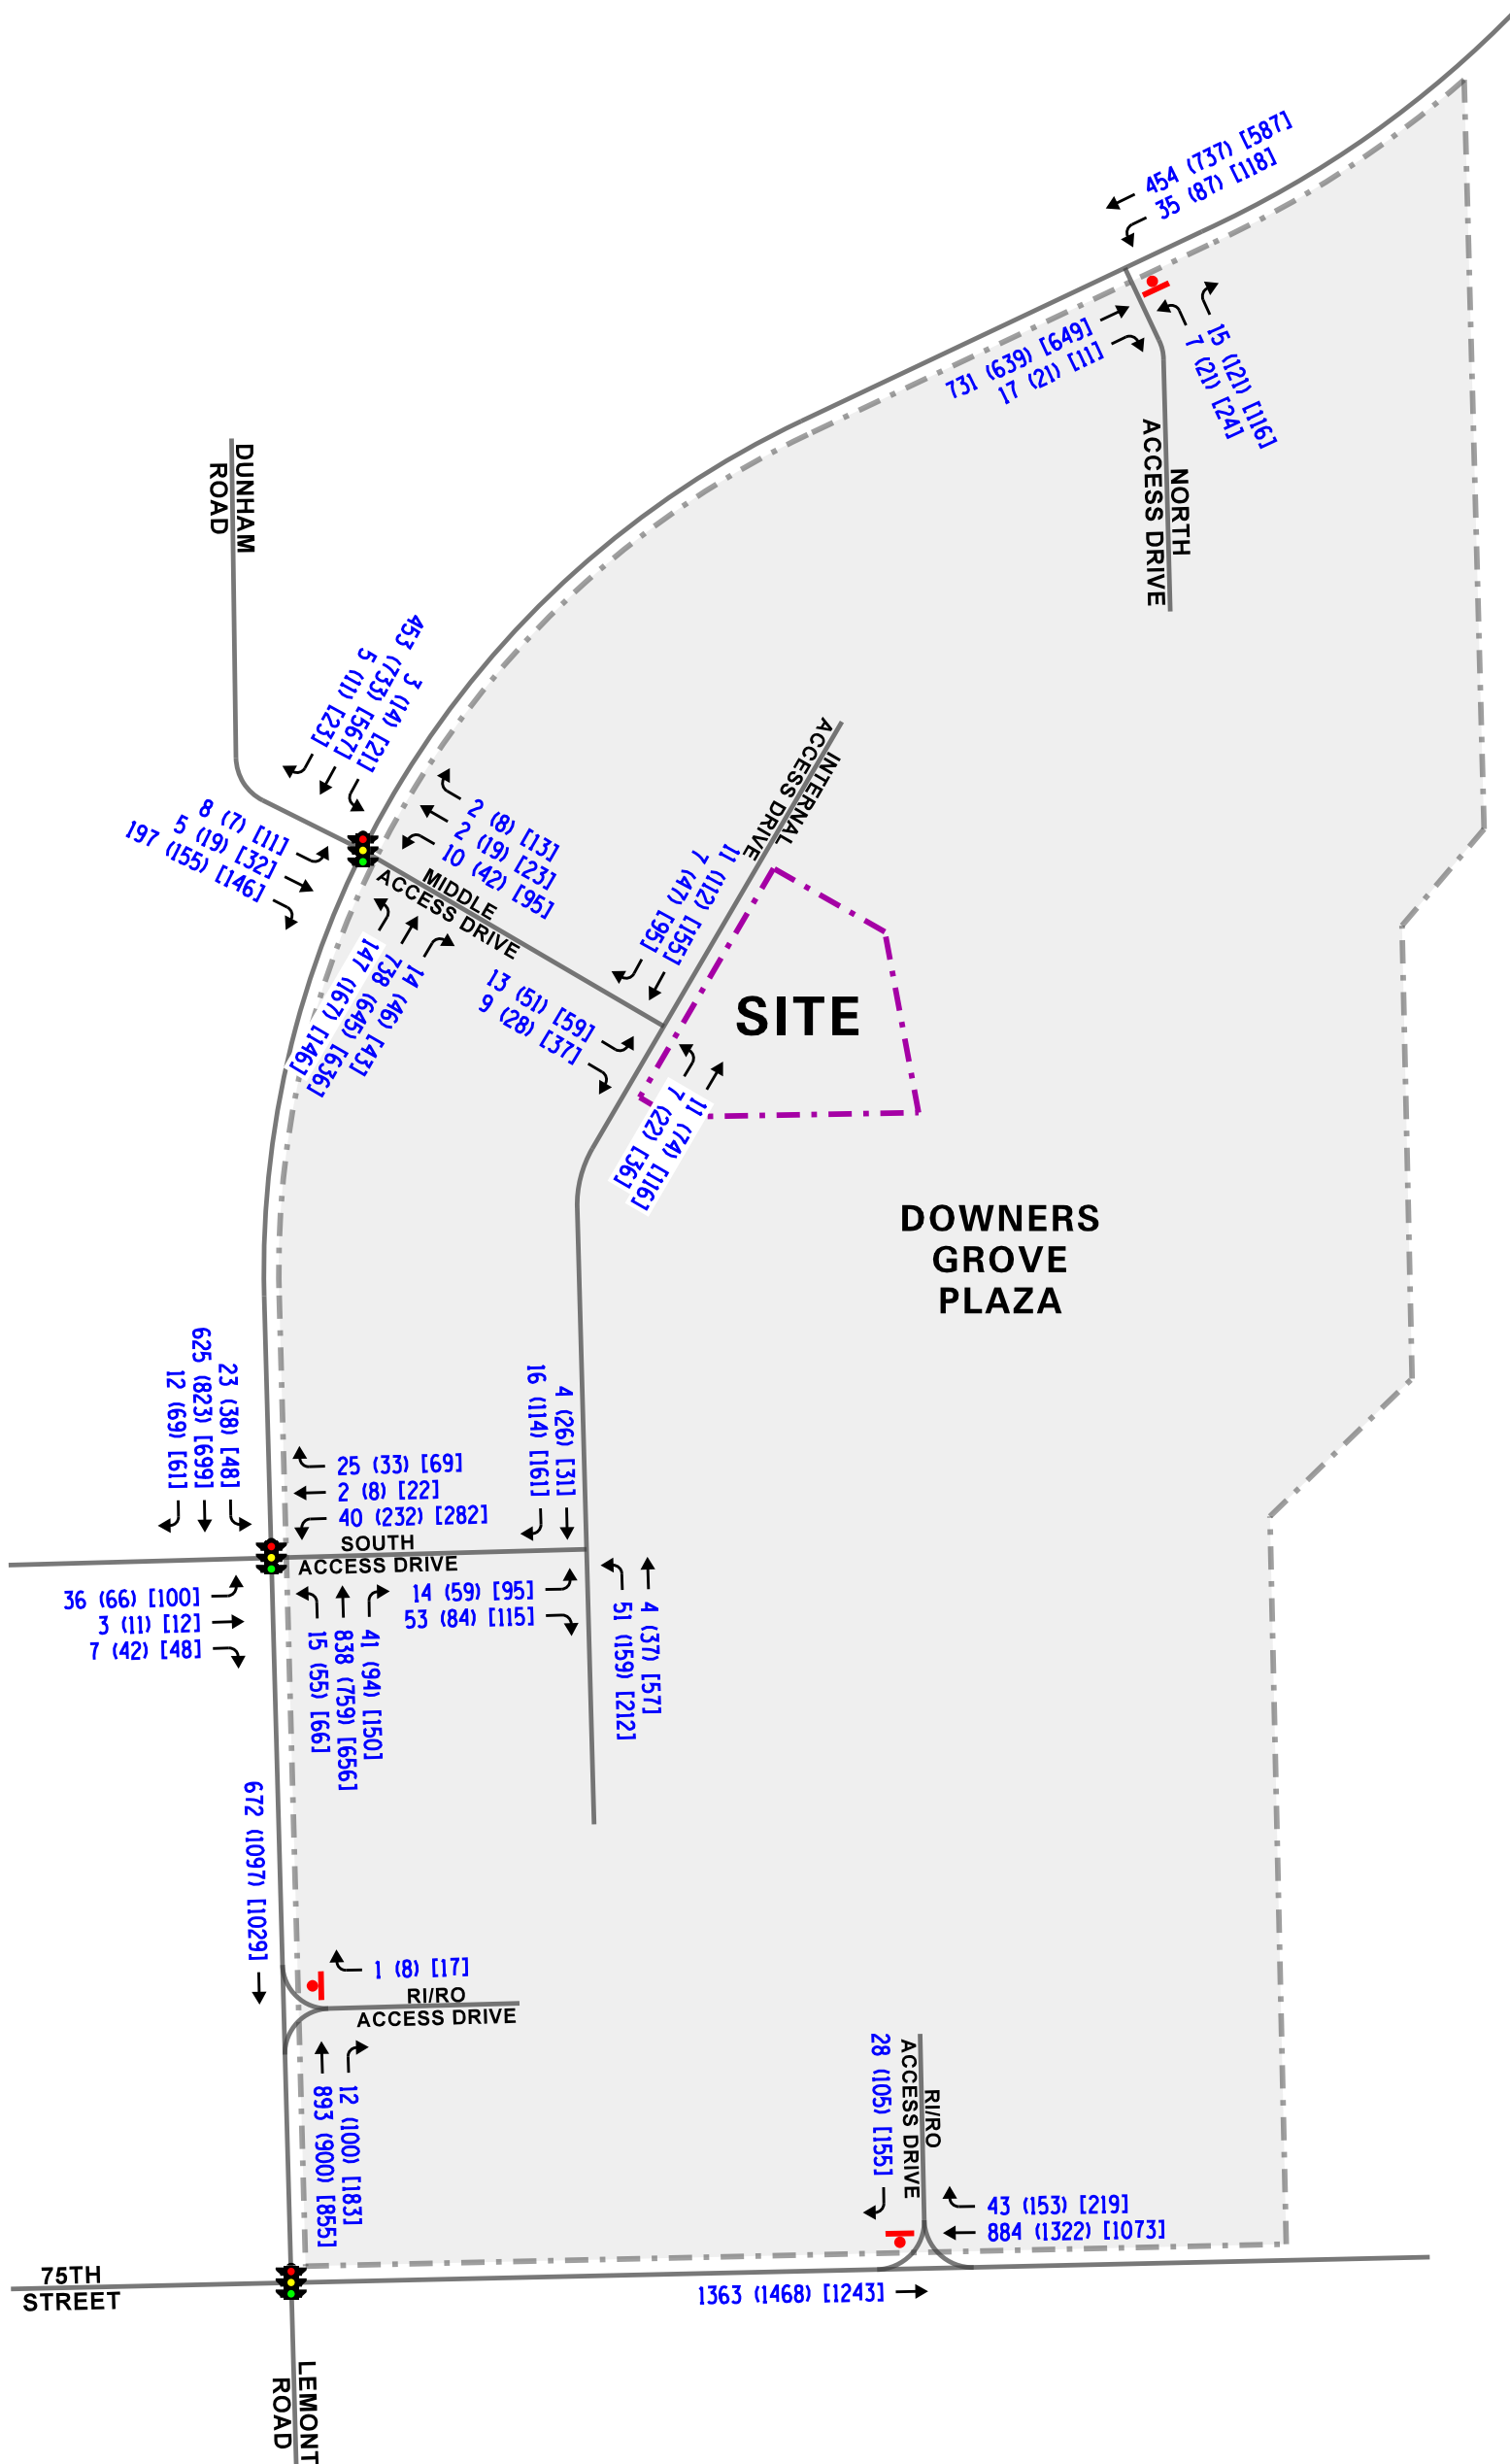 454 (737) [587]
35 (87) [118]
731 (639) [649]
17 (21) [11]
15 (121) [116]
7 (21) [24]
NORTH
ACCESS DRIVE
DUNHAM
ROAD
3 (14) [21]
453 (733) [567]
5 (11) [23]
8 (7) [11]
5 (19) [32]
197 (155) [146]
2 (8) [13]
2 (19) [23]
10 (42) [95]
MIDDLE
ACCESS DRIVE
147 (167) [146]
738 (645) [636]
14 (46) [43]
INTERNAL
ACCESS DRIVE
11 (112) [155]
7 (47) [95]
13 (51) [59]
9 (28) [37]
SITE
11 (74) [116]
7 (22) [36]
DOWNERS
GROVE
PLAZA
23 (38) [48]
625 (823) [699]
12 (69) [61]
4 (26) [31]
16 (114) [161]
25 (33) [69]
2 (8) [22]
40 (232) [282]
SOUTH
ACCESS DRIVE
36 (66) [100]
3 (11) [12]
7 (42) [48]
14 (59) [95]
53 (84) [115]
41 (94) [150]
838 (759) [656]
15 (55) [66]
4 (37) [57]
51 (159) [212]
672 (1097) [1029]
1 (8) [17]
RI/RO
ACCESS DRIVE
12 (100) [183]
893 (900) [855]
RI/RO
ACCESS DRIVE
28 (105) [155]
43 (153) [219]
884 (1322) [1073]
1363 (1468) [1243]
75TH
STREET
LEMONT
ROAD